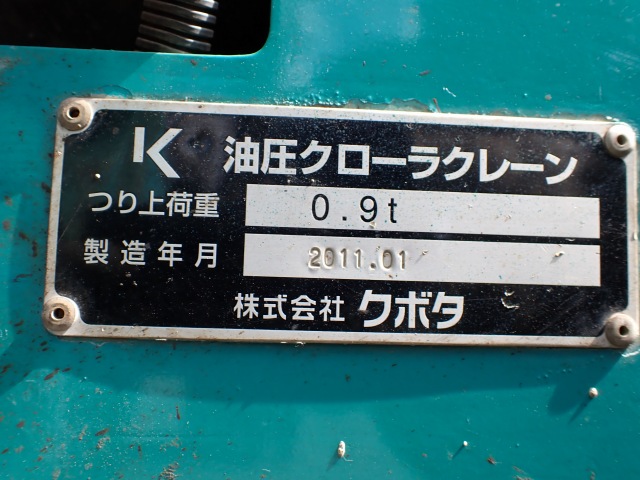 K 油圧クローラクレーン
つり上荷重 0.9t
製造年月 2011.01
株式会社 クボタ